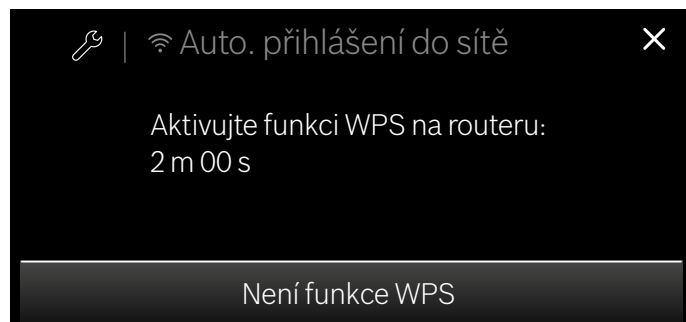 Auto. přihlášení do sítě
Aktivujte funkci WPS na routeru:
2 m 00 s
Není funkce WPS